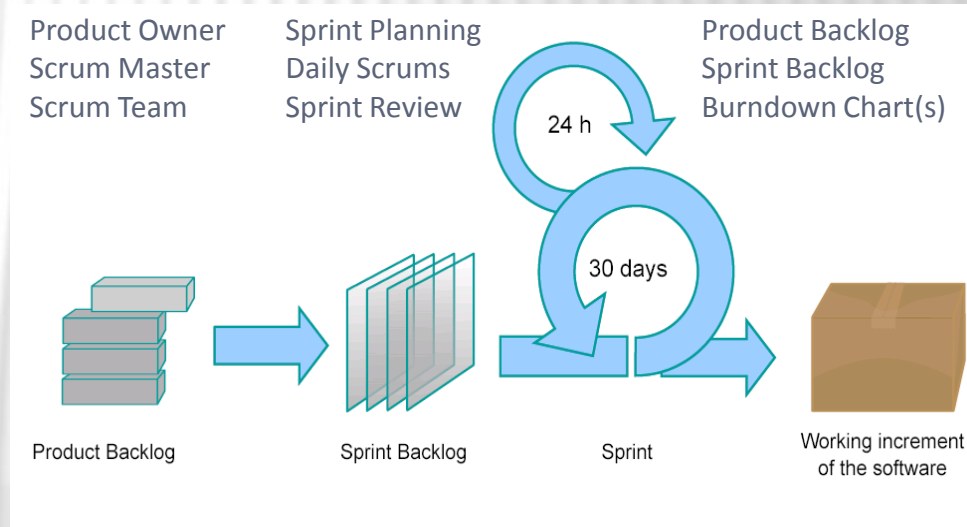 Product Owner
Scrum Master
Scrum Team
Sprint Planning
Daily Scrums
Sprint Review
Product Backlog
Sprint Backlog
Burndown Chart(s)
24 h
30 days
Product Backlog
Sprint Backlog
Sprint
Working increment
of the software